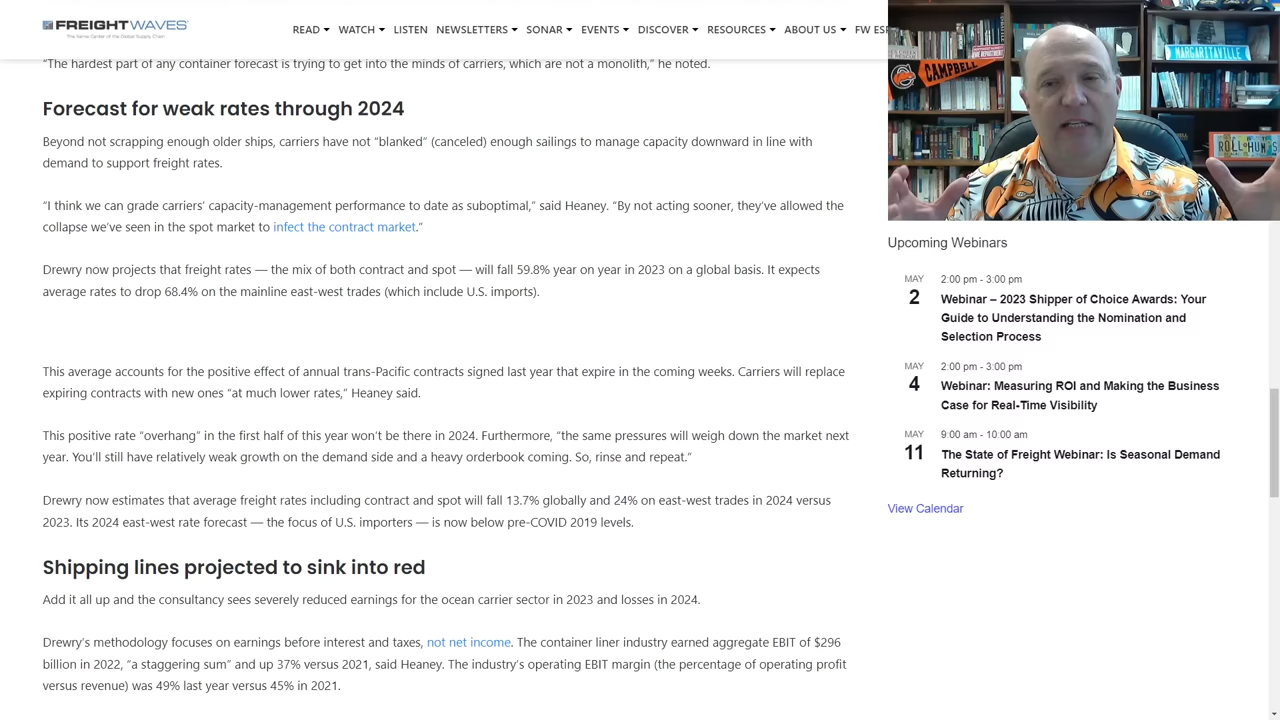 FREIGHTWAVES
READ WATCH LISTEN NEWSLETTERS SONAR EVENTS DISCOVER RESOURCES ABOUT US
“The hardest part of any container forecast is trying to get into the minds of carriers, which are not a monolith,” he noted.
Forecast for weak rates through 2024
Beyond not scrapping enough older ships, carriers have not “blanked” (canceled) enough sailings to manage capacity downward in line with
demand to support freight rates.
“I think we can grade carriers’ capacity-management performance to date as suboptimal,” said Heaney. “By not acting sooner, they’ve allowed the
collapse we’ve seen in the spot market to infect the contract market.”
Drewry now projects that freight rates — the mix of both contract and spot — will fall 59.8% year on year in 2023 on a global basis. It expects
average rates to drop 68.4% on the mainline east-west trades (which include U.S. imports).
This average accounts for the positive effect of annual trans-Pacific contracts signed last year that expire in the coming weeks. Carriers will replace
expiring contracts with new ones “at much lower rates,” Heaney said.
This positive rate “overhang” in the first half of this year won’t be there in 2024. Furthermore, “the same pressures will weigh down the market next
year. You’ll still have relatively weak growth on the demand side and a heavy orderbook coming. So, rinse and repeat.”
Drewry now estimates that average freight rates including contract and spot will fall 13.7% globally and 24% on east-west trades in 2024 versus
2023. Its 2024 east-west rate forecast — the focus of U.S. importers — is now below pre-COVID 2019 levels.
Shipping lines projected to sink into red
Add it all up and the consultancy sees severely reduced earnings for the ocean carrier sector in 2023 and losses in 2024.
Drewry’s methodology focuses on earnings before interest and taxes, not net income. The container liner industry earned aggregate EBIT of $296
billion in 2022, “a staggering sum” and up 37% versus 2021, said Heaney. The industry’s operating EBIT margin (the percentage of operating profit
versus revenue) was 49% last year versus 45% in 2021.
CAMPBELL
MARGARITAVILLE
Upcoming Webinars
MAY
2
2:00 pm - 3:00 pm
Webinar – 2023 Shipper of Choice Awards: Your
Guide to Understanding the Nomination and
Selection Process
MAY
4
2:00 pm - 3:00 pm
Webinar: Measuring ROI and Making the Business
Case for Real-Time Visibility
MAY
11
9:00 am - 10:00 am
The State of Freight Webinar: Is Seasonal Demand
Returning?
View Calendar